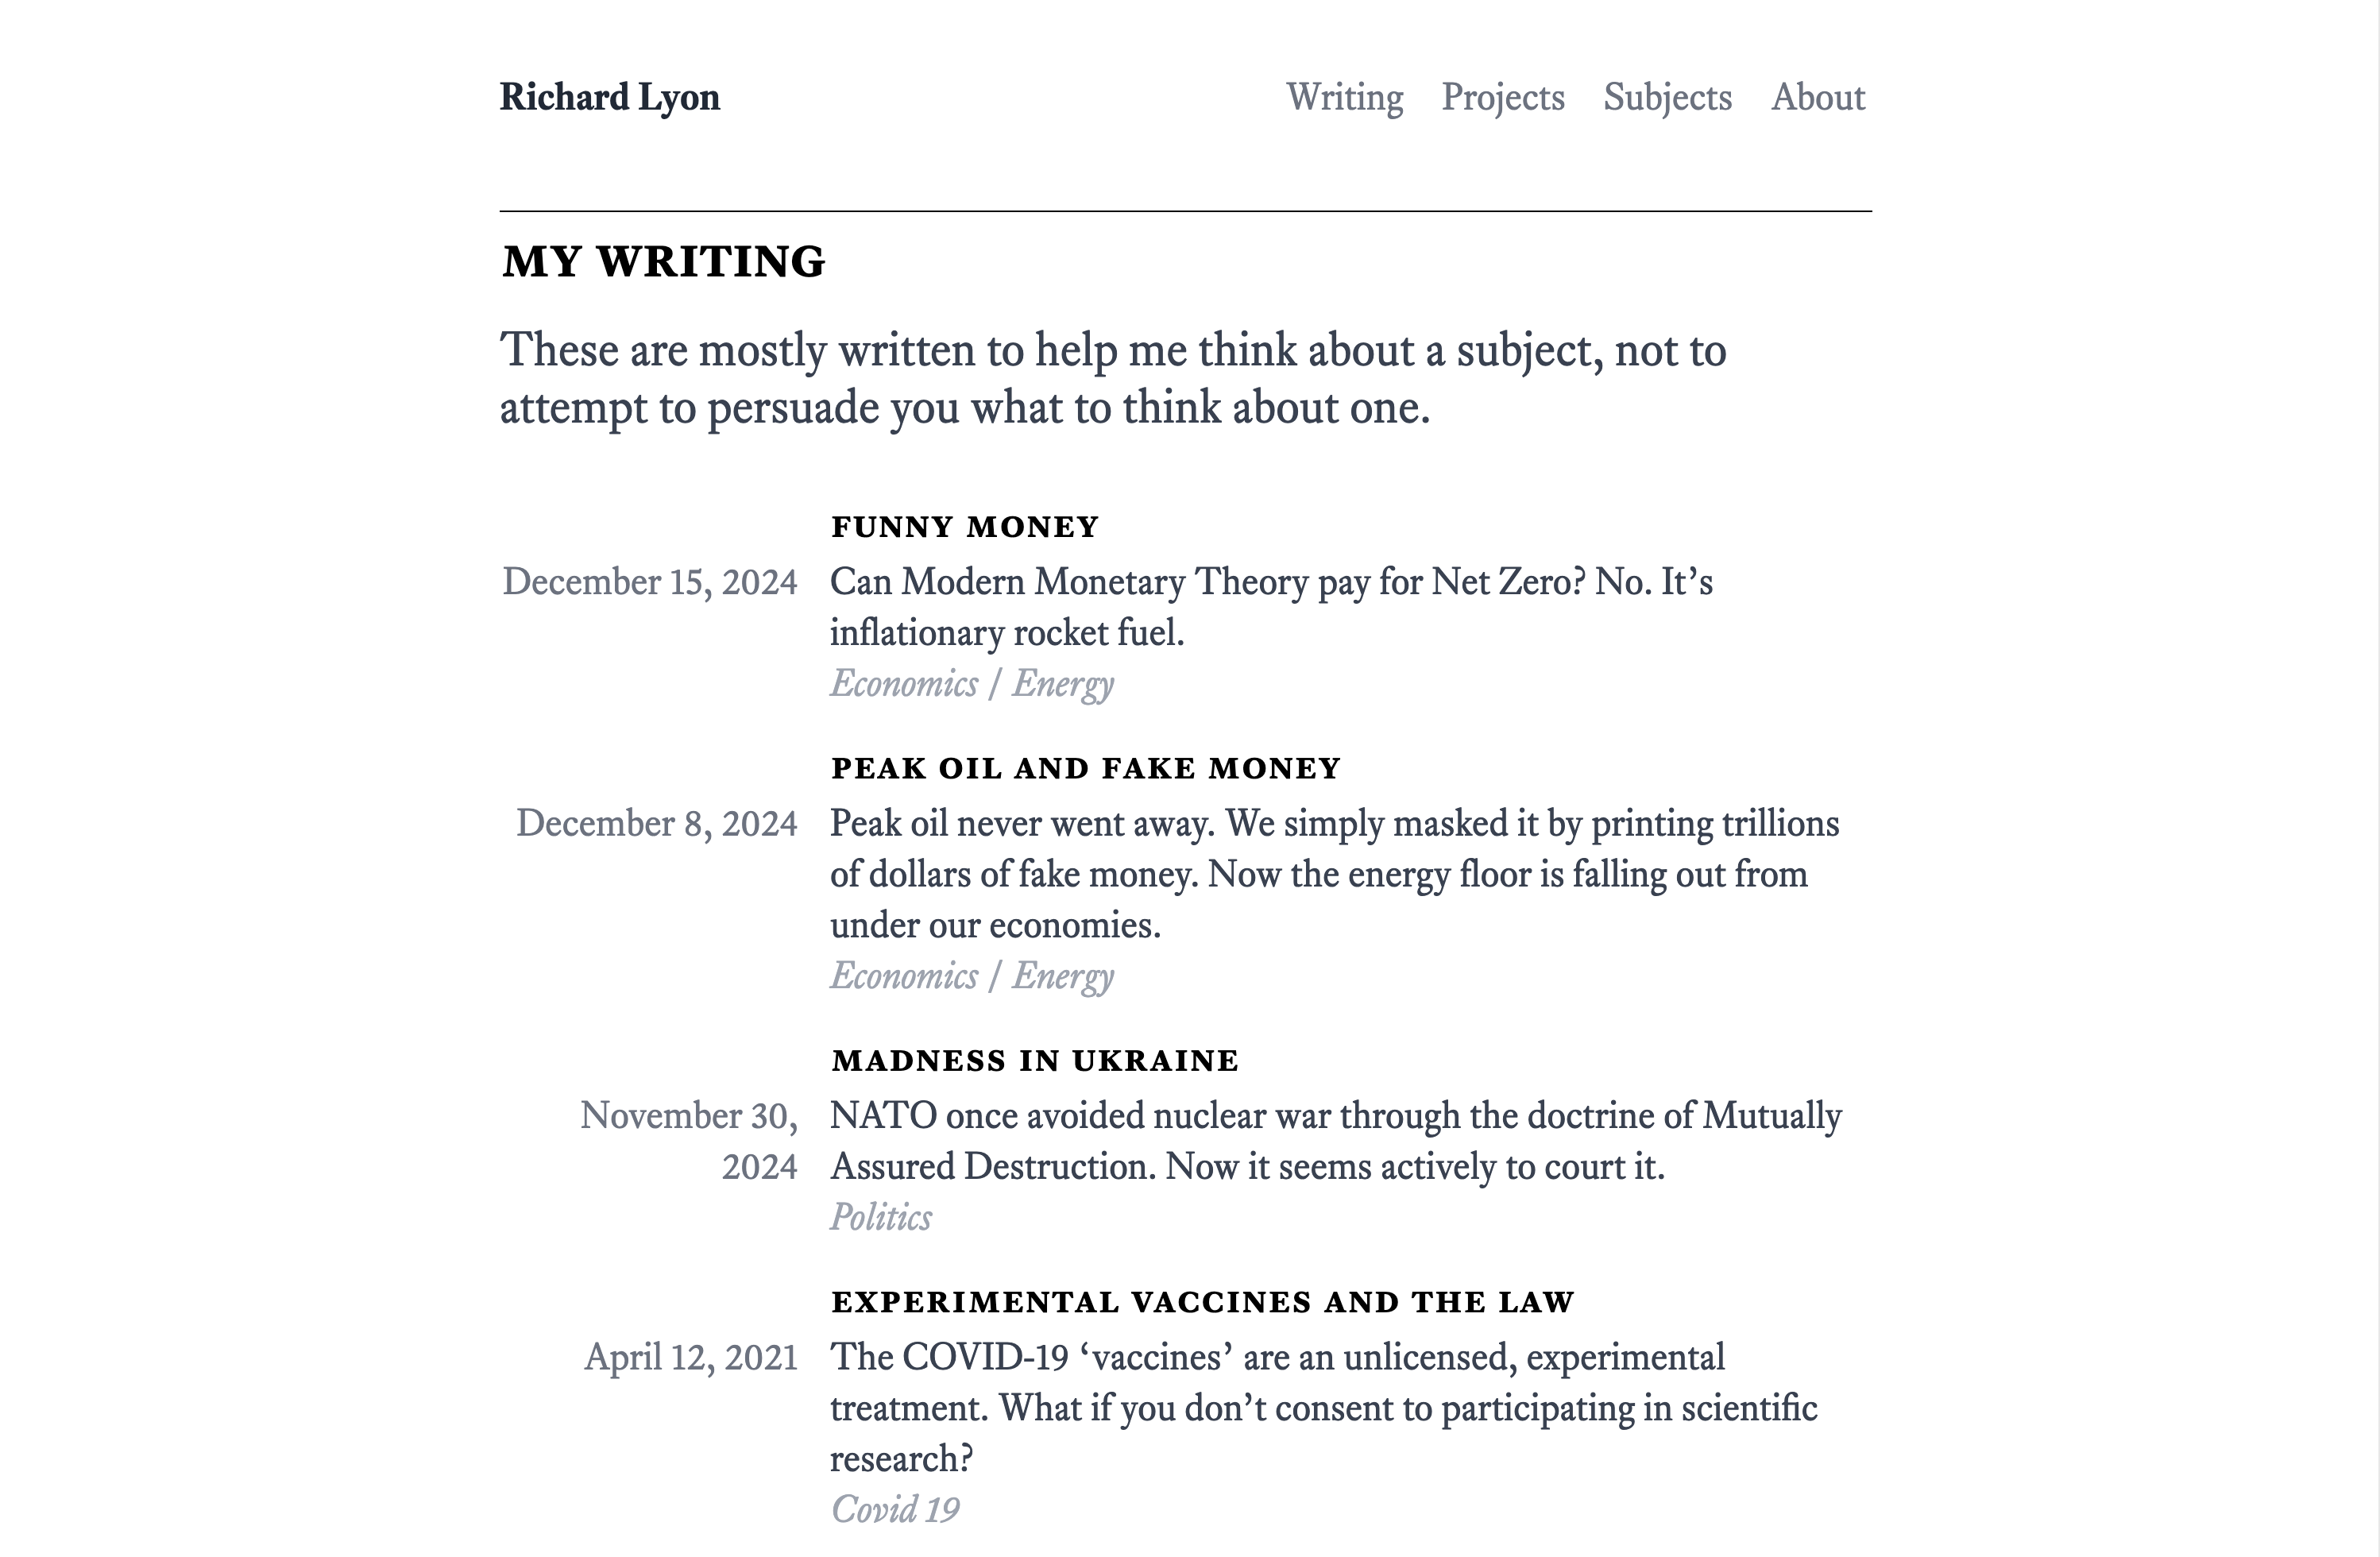 Richard Lyon
Writing Projects Subjects About
MY WRITING
These are mostly written to help me think about a subject, not to
attempt to persuade you what to think about one.
FUNNY MONEY
December 15, 2024
Can Modern Monetary Theory pay for Net Zero? No. It’s
inflationary rocket fuel.
Economics / Energy
PEAK OIL AND FAKE MONEY
December 8, 2024
Peak oil never went away. We simply masked it by printing trillions
of dollars of fake money. Now the energy floor is falling out from
under our economies.
Economics / Energy
MADNESS IN UKRAINE
November 30,
2024
NATO once avoided nuclear war through the doctrine of Mutually
Assured Destruction. Now it seems actively to court it.
Politics
EXPERIMENTAL VACCINES AND THE LAW
April 12, 2021
The COVID-19 ‘vaccines’ are an unlicensed, experimental
treatment. What if you don’t consent to participating in scientific
research?
Covid 19